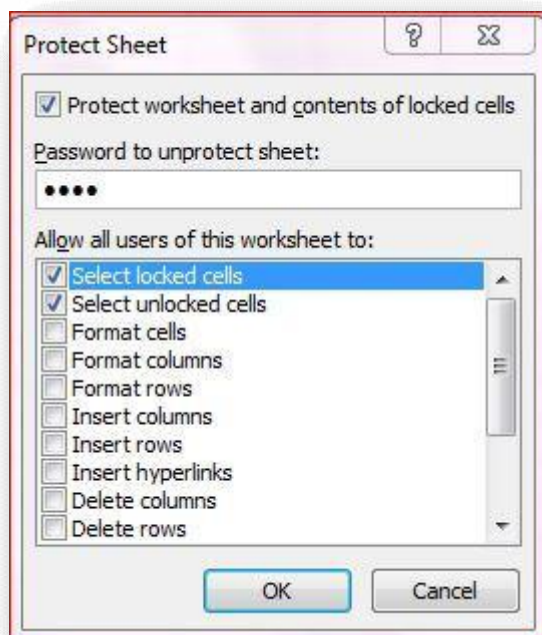 Protect Sheet
Protect worksheet and contents of locked cells
Password to unprotect sheet:
••••
Allow all users of this worksheet to:
Select locked cells
Select unlocked cells
Format cells
Format columns
Format rows
Insert columns
Insert rows
Insert hyperlinks
Delete columns
Delete rows
OK Cancel